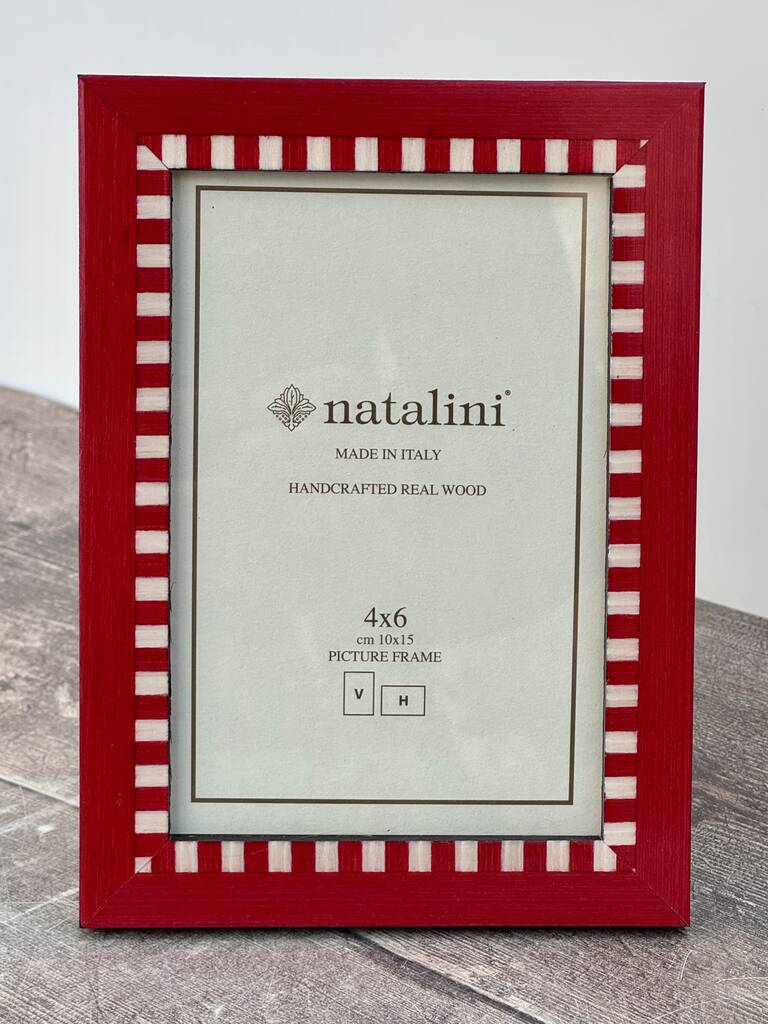 natalini®
MADE IN ITALY
HANDCRAFTED REAL WOOD
4x6
cm 10x15
PICTURE FRAME
V H